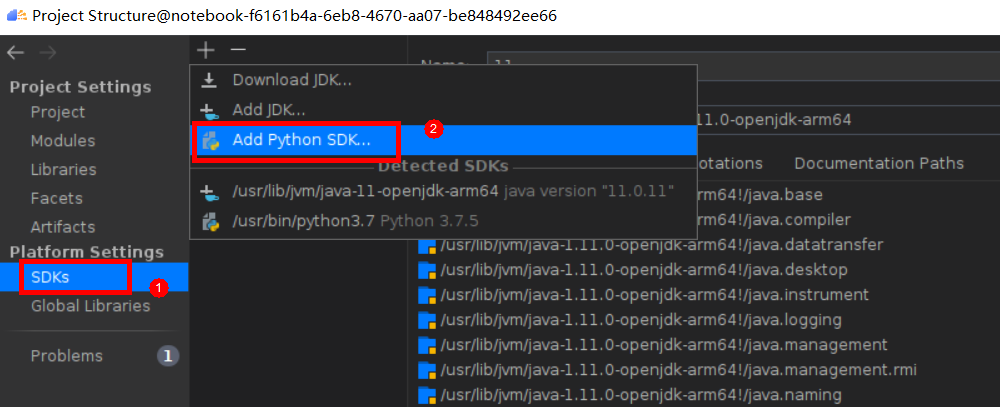 Project Structure@notebook-f6161b4a-6eb8-4670-aa07-be848492ee66
Project Settings
Project
Modules
Libraries
Facets
Artifacts
Platform Settings
SDKs
1
Global Libraries
Problems
1
Download JDK...
Add JDK...
Add Python SDK...
2
Detected SDKs
/usr/lib/jvm/java-11-openjdk-arm64 java version "11.0.11"
/usr/bin/python3.7 Python 3.7.5
Name: 11
1.11.0-openjdk-arm64
notations Documentation Paths
arm64!/java.base
arm64!/java.compiler
/usr/lib/jvm/java-1.11.0-openjdk-arm64!/java.datatransfer
/usr/lib/jvm/java-1.11.0-openjdk-arm64!/java.desktop
/usr/lib/jvm/java-1.11.0-openjdk-arm64!/java.instrument
/usr/lib/jvm/java-1.11.0-openjdk-arm64!/java.logging
/usr/lib/jvm/java-1.11.0-openjdk-arm64!/java.management
/usr/lib/jvm/java-1.11.0-openjdk-arm64!/java.management.rmi
/usr/lib/jvm/java-1.11.0-openjdk-arm64!/java.naming